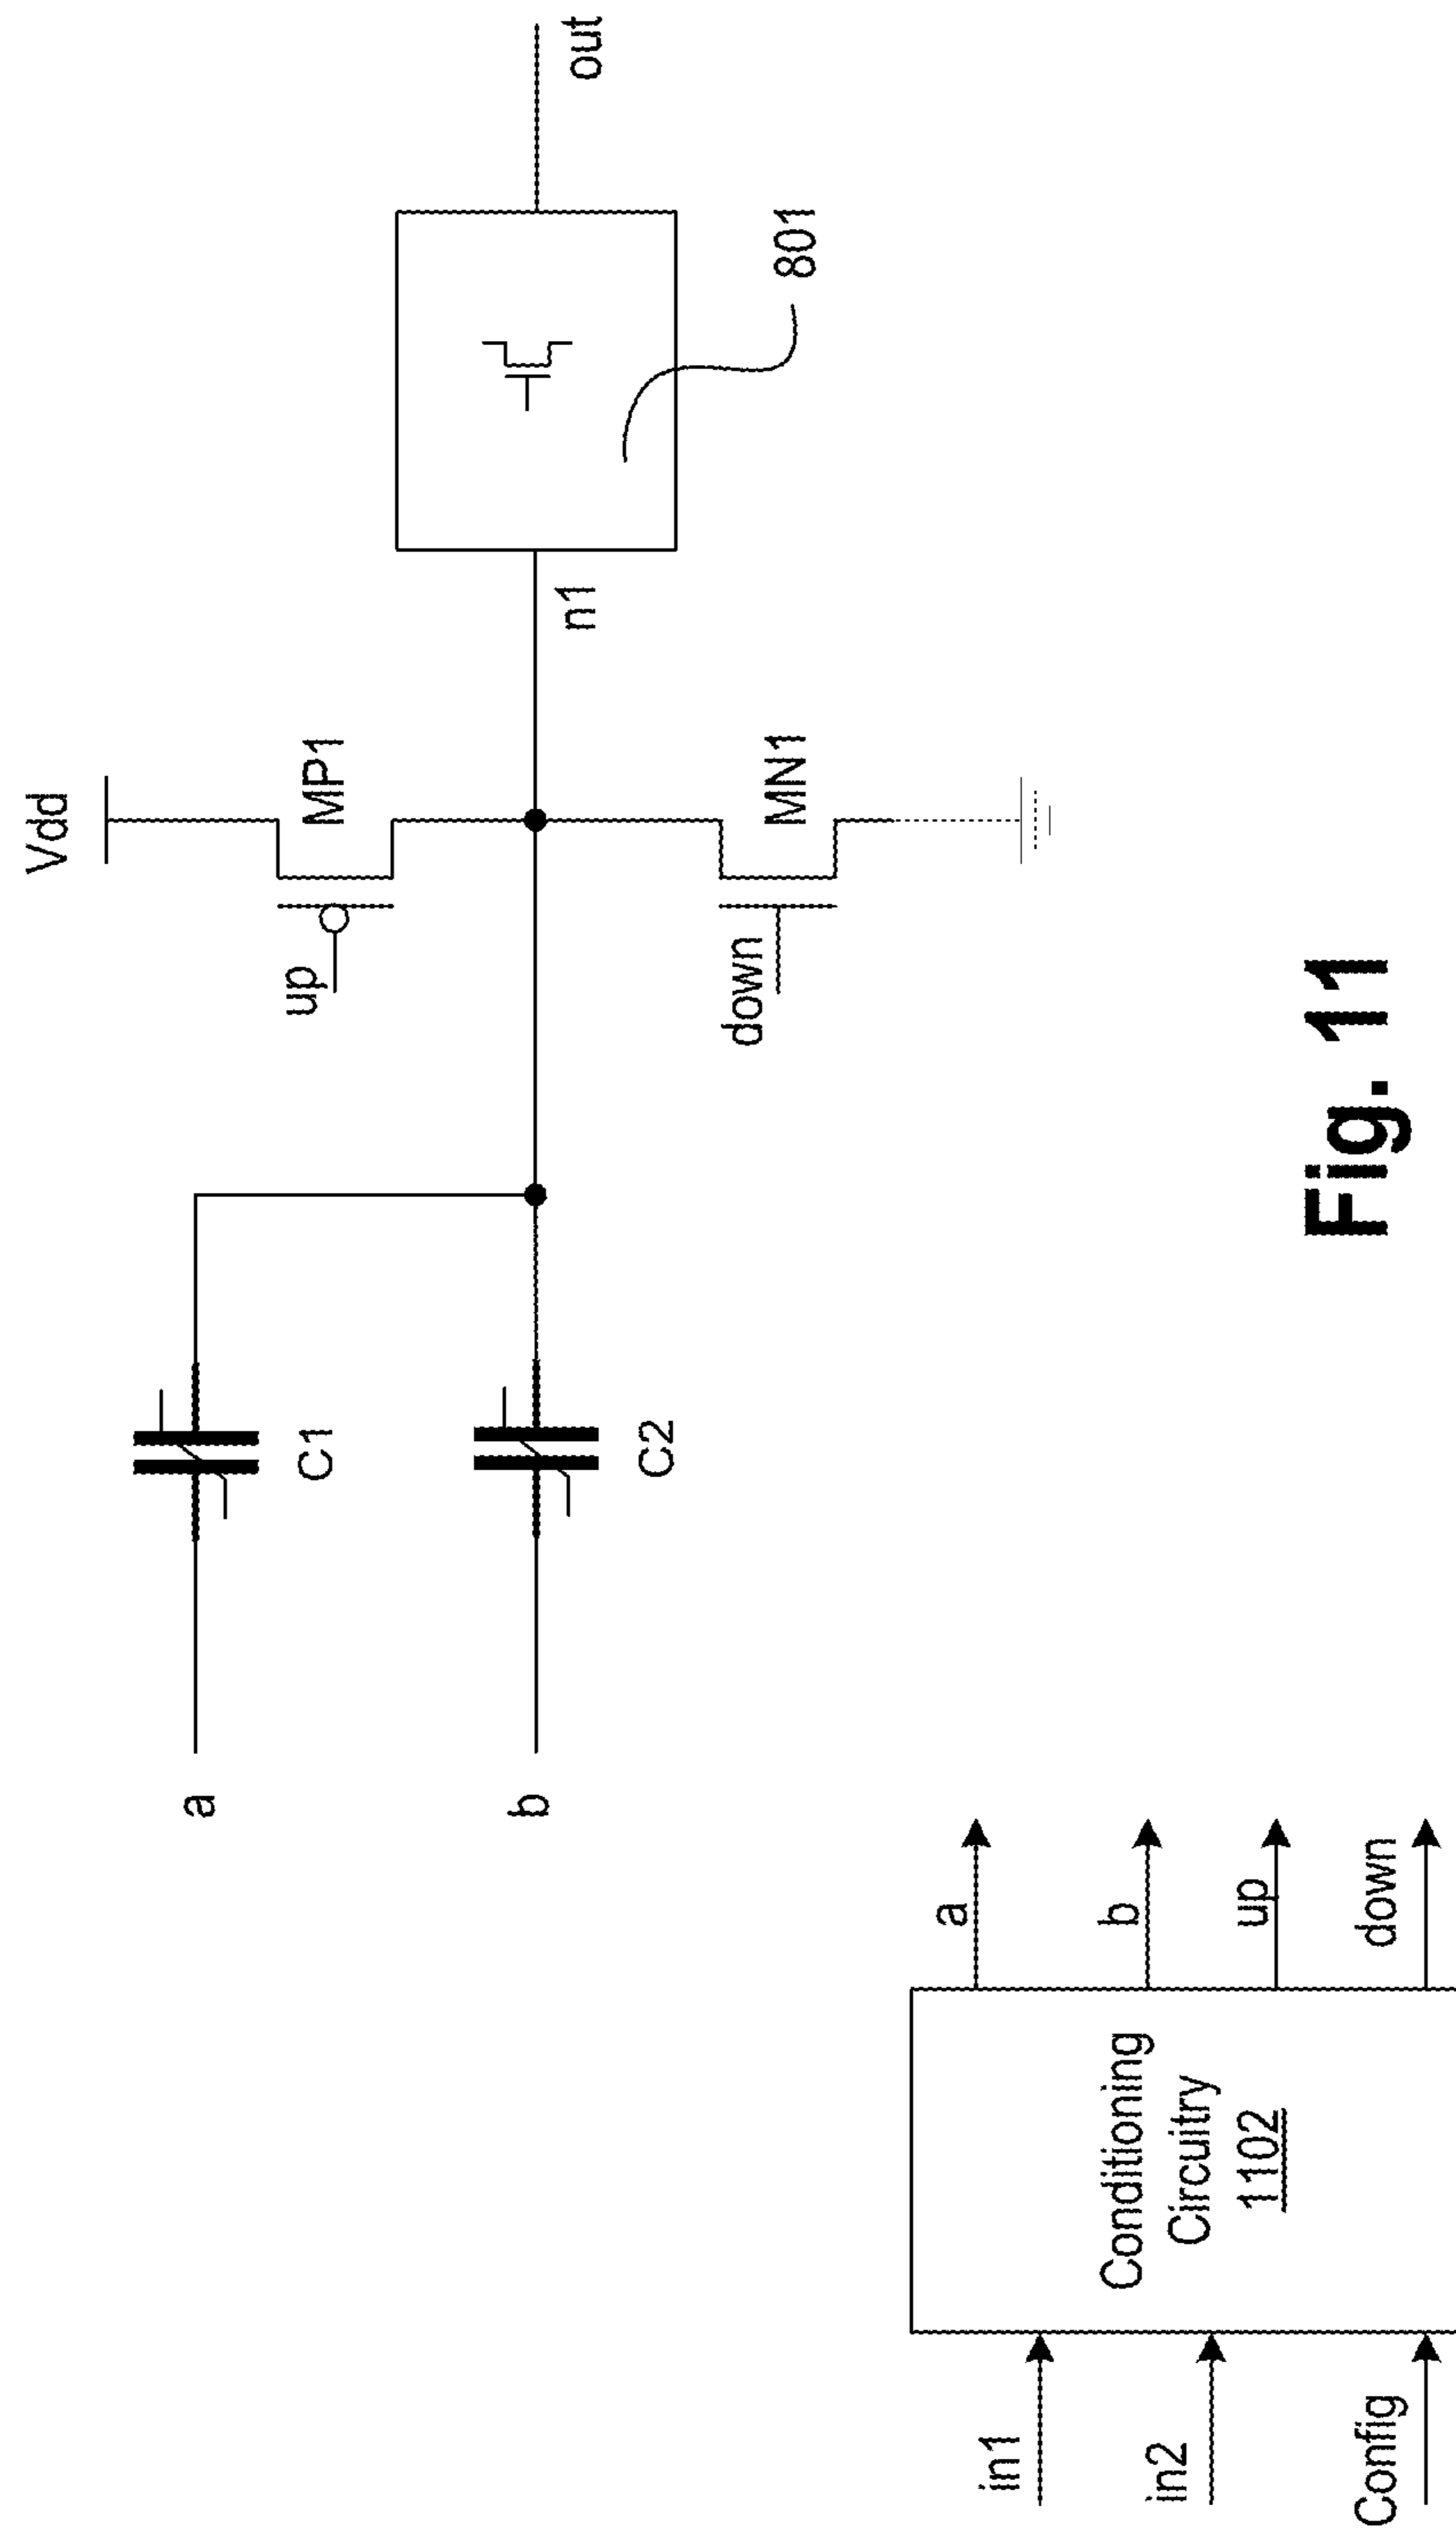 Vdd
up
MP1
a
C1
b
C2
n1
801
out
down
MN1
in1
in2
Config
Conditioning
Circuitry
1102
a
b
up
down
Fig. 11